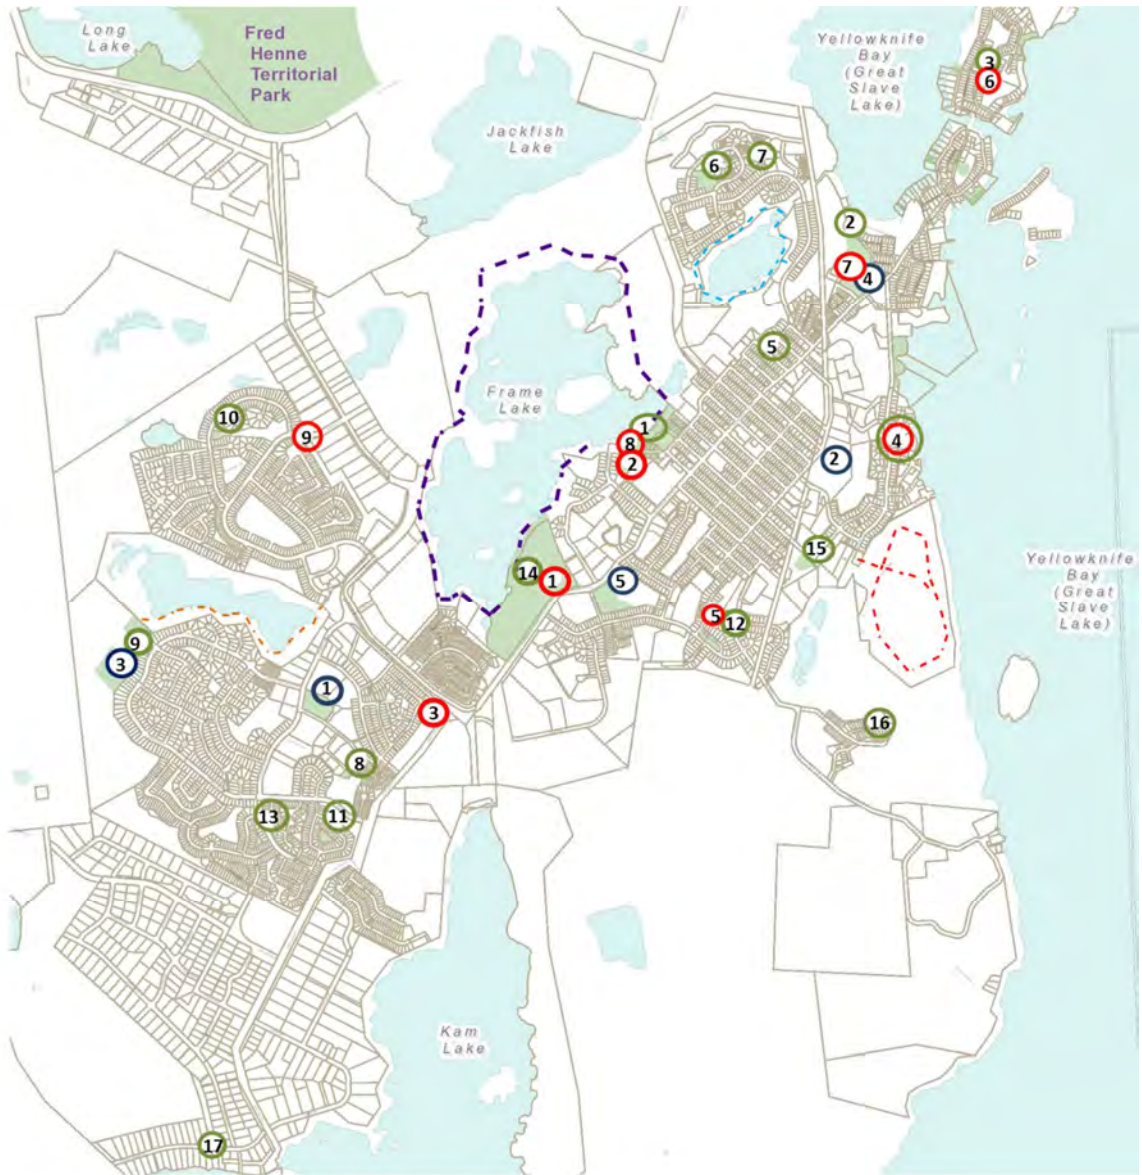 Long
Lake
Fred
Henne
Territorial
Park
Yellowknife
Bay
(Great
Slave
Lake)
3
6
Jackfish
Lake
6
7
2
7
4
5
Frame
Lake
10
9
1
8
2
4
2
15
14
1
5
5
12
9
3
1
3
16
8
13
11
Yellowknife
Bay
(Great
Slave
Lake)
Kam
Lake
17